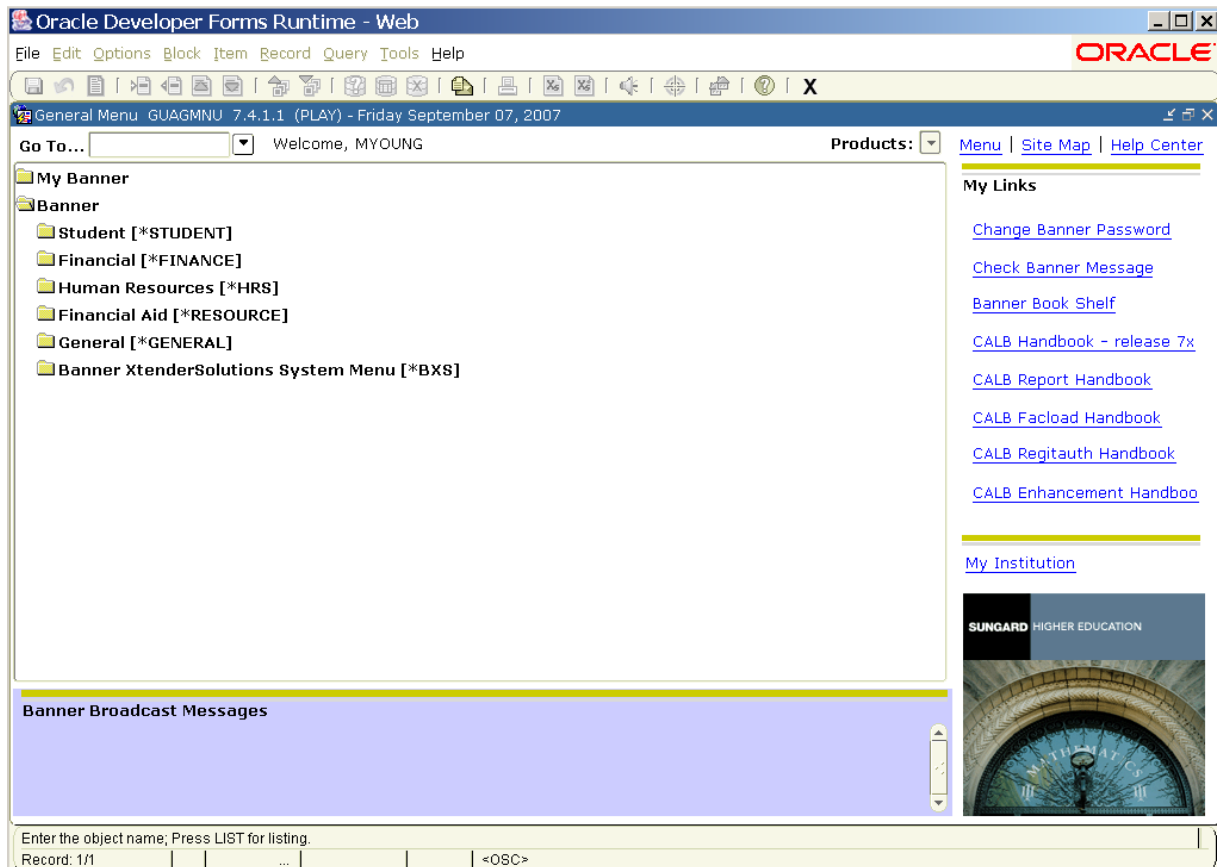 Oracle Developer Forms Runtime - Web
File Edit Options Block Item Record Query Tools Help
ORACLE
X
General Menu GUAGMNU 7.4.1.1 (PLAY) - Friday September 07, 2007
Go To... Welcome, MYOUNG Products: Menu | Site Map | Help Center
My Banner
Banner
Student [*STUDENT]
Financial [*FINANCE]
Human Resources [*HRS]
Financial Aid [*RESOURCE]
General [*GENERAL]
Banner XtenderSolutions System Menu [*BXS]
My Links
Change Banner Password
Check Banner Message
Banner Book Shelf
CALB Handbook - release 7x
CALB Report Handbook
CALB Facload Handbook
CALB Regitauth Handbook
CALB Enhancement Handboo
My Institution
SUNGARD HIGHER EDUCATION
MATHEMATICS
Banner Broadcast Messages
Enter the object name; Press LIST for listing.
Record: 1/1 ... <OSC>